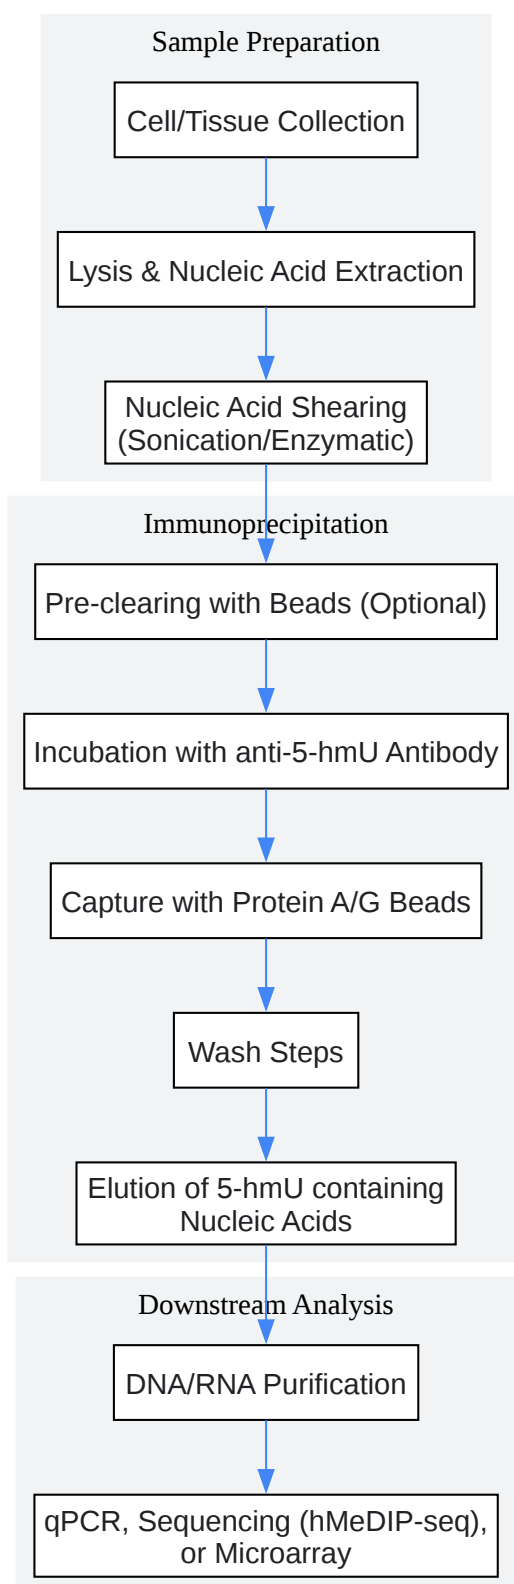 Sample Preparation
Cell/Tissue Collection
Lysis & Nucleic Acid Extraction
Nucleic Acid Shearing
(Sonication/Enzymatic)
Immunoprecipitation
Pre-clearing with Beads (Optional)
Incubation with anti-5-hmU Antibody
Capture with Protein A/G Beads
Wash Steps
Elution of 5-hmU containing
Nucleic Acids
Downstream Analysis
DNA/RNA Purification
qPCR, Sequencing (hMeDIP-seq),
or Microarray